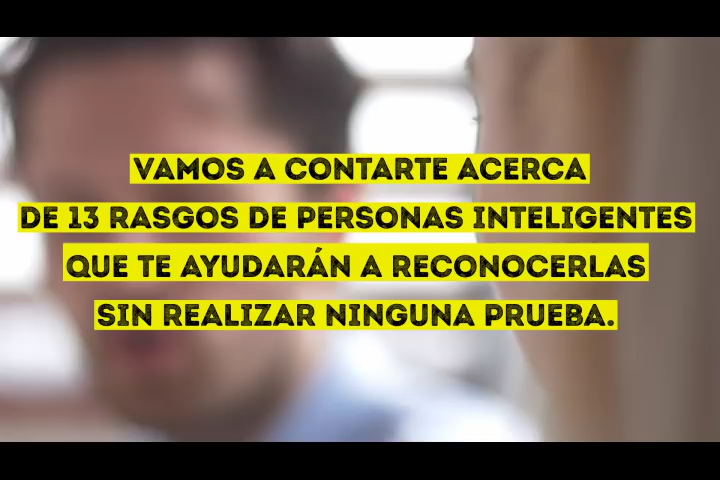 VAMOS A CONTARTE ACERCA
DE 13 RASGOS DE PERSONAS INTELIGENTES
QUE TE AYUDARÁN A RECONOCERLAS
SIN REALIZAR NINGUNA PRUEBA.